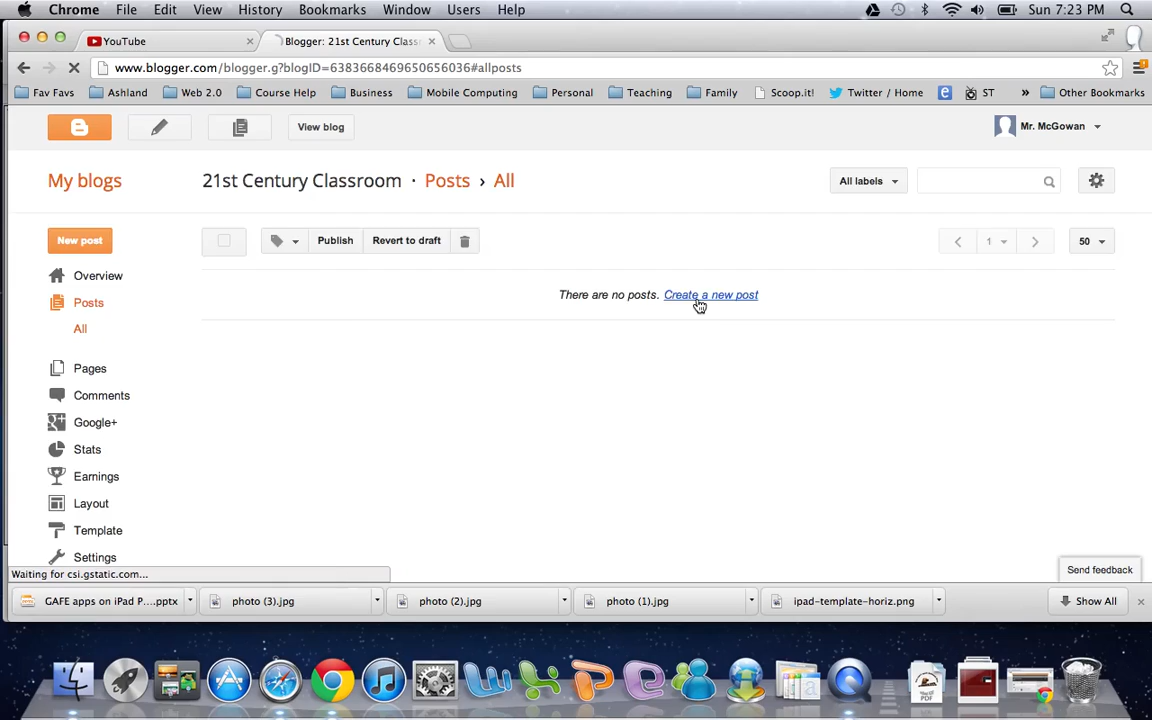 Chrome File Edit View History Bookmarks Window Users Help Sun 7:23 PM
YouTube Blogger: 21st Century Class
www.blogger.com/blogger.g?blogID=6383668469650656036#allposts
Fav Favs Ashland Web 2.0 Course Help Business Mobile Computing Personal Teaching Family Scoop.it! Twitter / Home ST » Other Bookmarks
View blog Mr. McGowan
My blogs 21st Century Classroom · Posts › All All labels
New post Publish Revert to draft 1 50
Overview
There are no posts. Create a new post
Posts
All
Pages
Comments
Google+
Stats
Earnings
Layout
Template
Settings
Send feedback
Waiting for csi.gstatic.com...
GAFE apps on iPad P....pptx photo (3).jpg photo (2).jpg photo (1).jpg ipad-template-horiz.png Show All